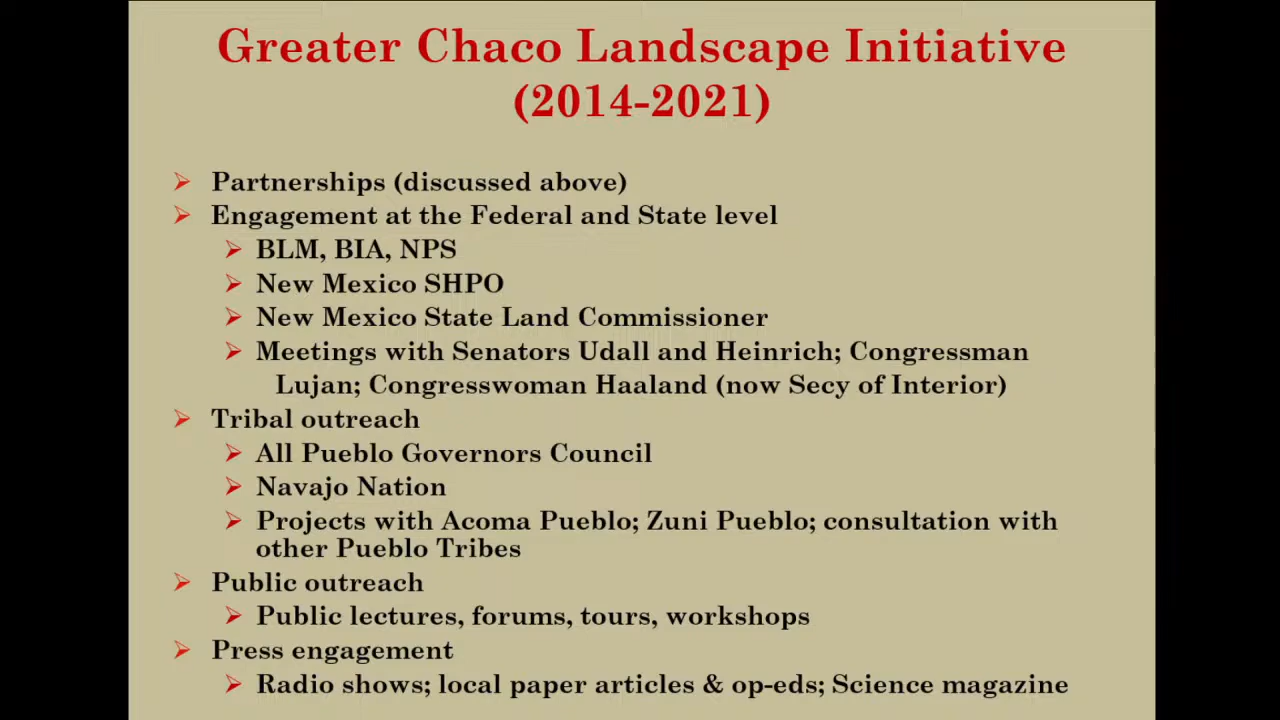 Greater Chaco Landscape Initiative
(2014-2021)
Partnerships (discussed above)
Engagement at the Federal and State level
BLM, BIA, NPS
New Mexico SHPO
New Mexico State Land Commissioner
Meetings with Senators Udall and Heinrich; Congressman
Lujan; Congresswoman Haaland (now Secy of Interior)
Tribal outreach
All Pueblo Governors Council
Navajo Nation
Projects with Acoma Pueblo; Zuni Pueblo; consultation with
other Pueblo Tribes
Public outreach
Public lectures, forums, tours, workshops
Press engagement
Radio shows; local paper articles & op-eds; Science magazine